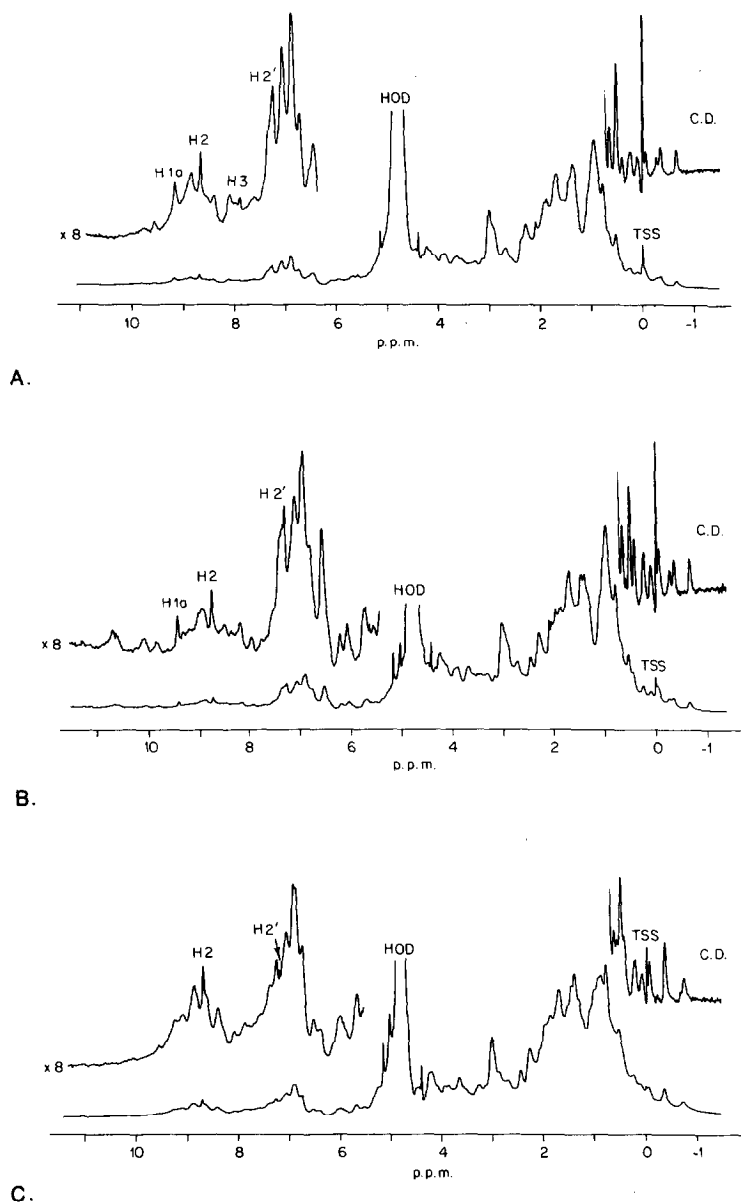 H2'
HOD
H2
C.D.
H1a
H3
x 8
TSS
10 8 6 4 2 0 -1
p.p.m.
A.
H2'
C.D.
HOD
H1a
H2
x 8
TSS
10 8 6 4 2 0 -1
p.p.m.
B.
H2'
H2
HOD
TSS
C.D.
x 8
10 8 6 4 2 0 -1
p.p.m.
C.